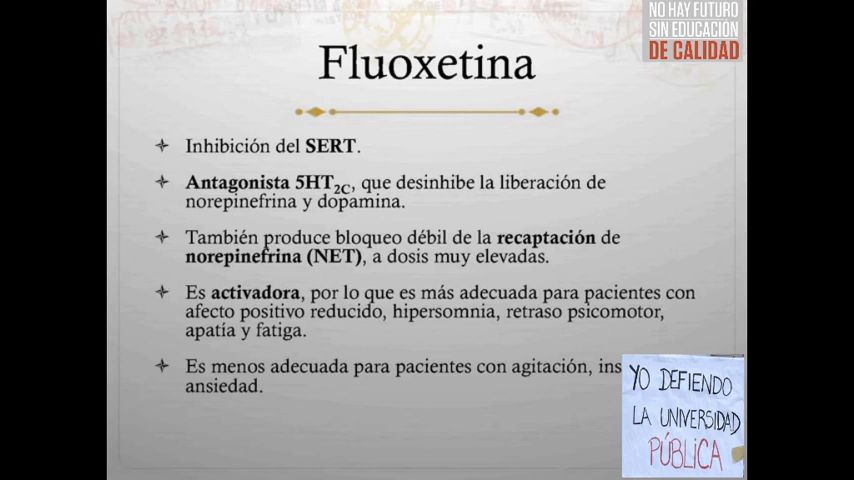 NO HAY FUTURO
SIN EDUCACIÓN
DE CALIDAD
Fluoxetina
Inhibición del SERT.
Antagonista 5HT2C, que desinhibe la liberación de
norepinefrina y dopamina.
También produce bloqueo débil de la recaptación de
norepinefrina (NET), a dosis muy elevadas.
Es activadora, por lo que es más adecuada para pacientes con
afecto positivo reducido, hipersomnia, retraso psicomotor,
apatía y fatiga.
Es menos adecuada para pacientes con agitación,
ansiedad.
YO DEFIENDO
LA UNIVERSIDAD
PÚBLICA